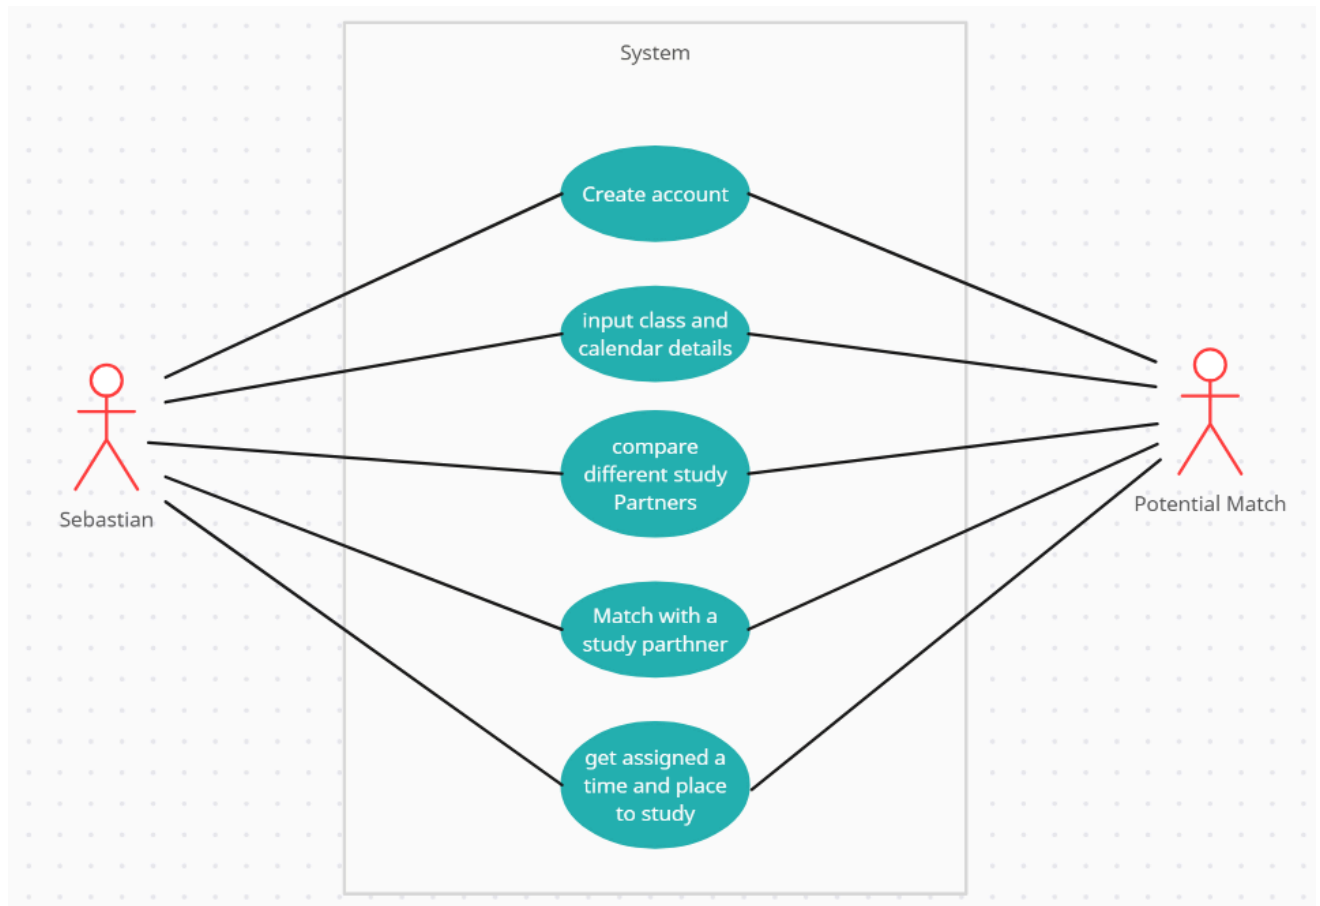 System
Create account
input class and
calendar details
compare
different study
Partners
Sebastian
Potential Match
Match with a
study parthner
get assigned a
time and place
to study